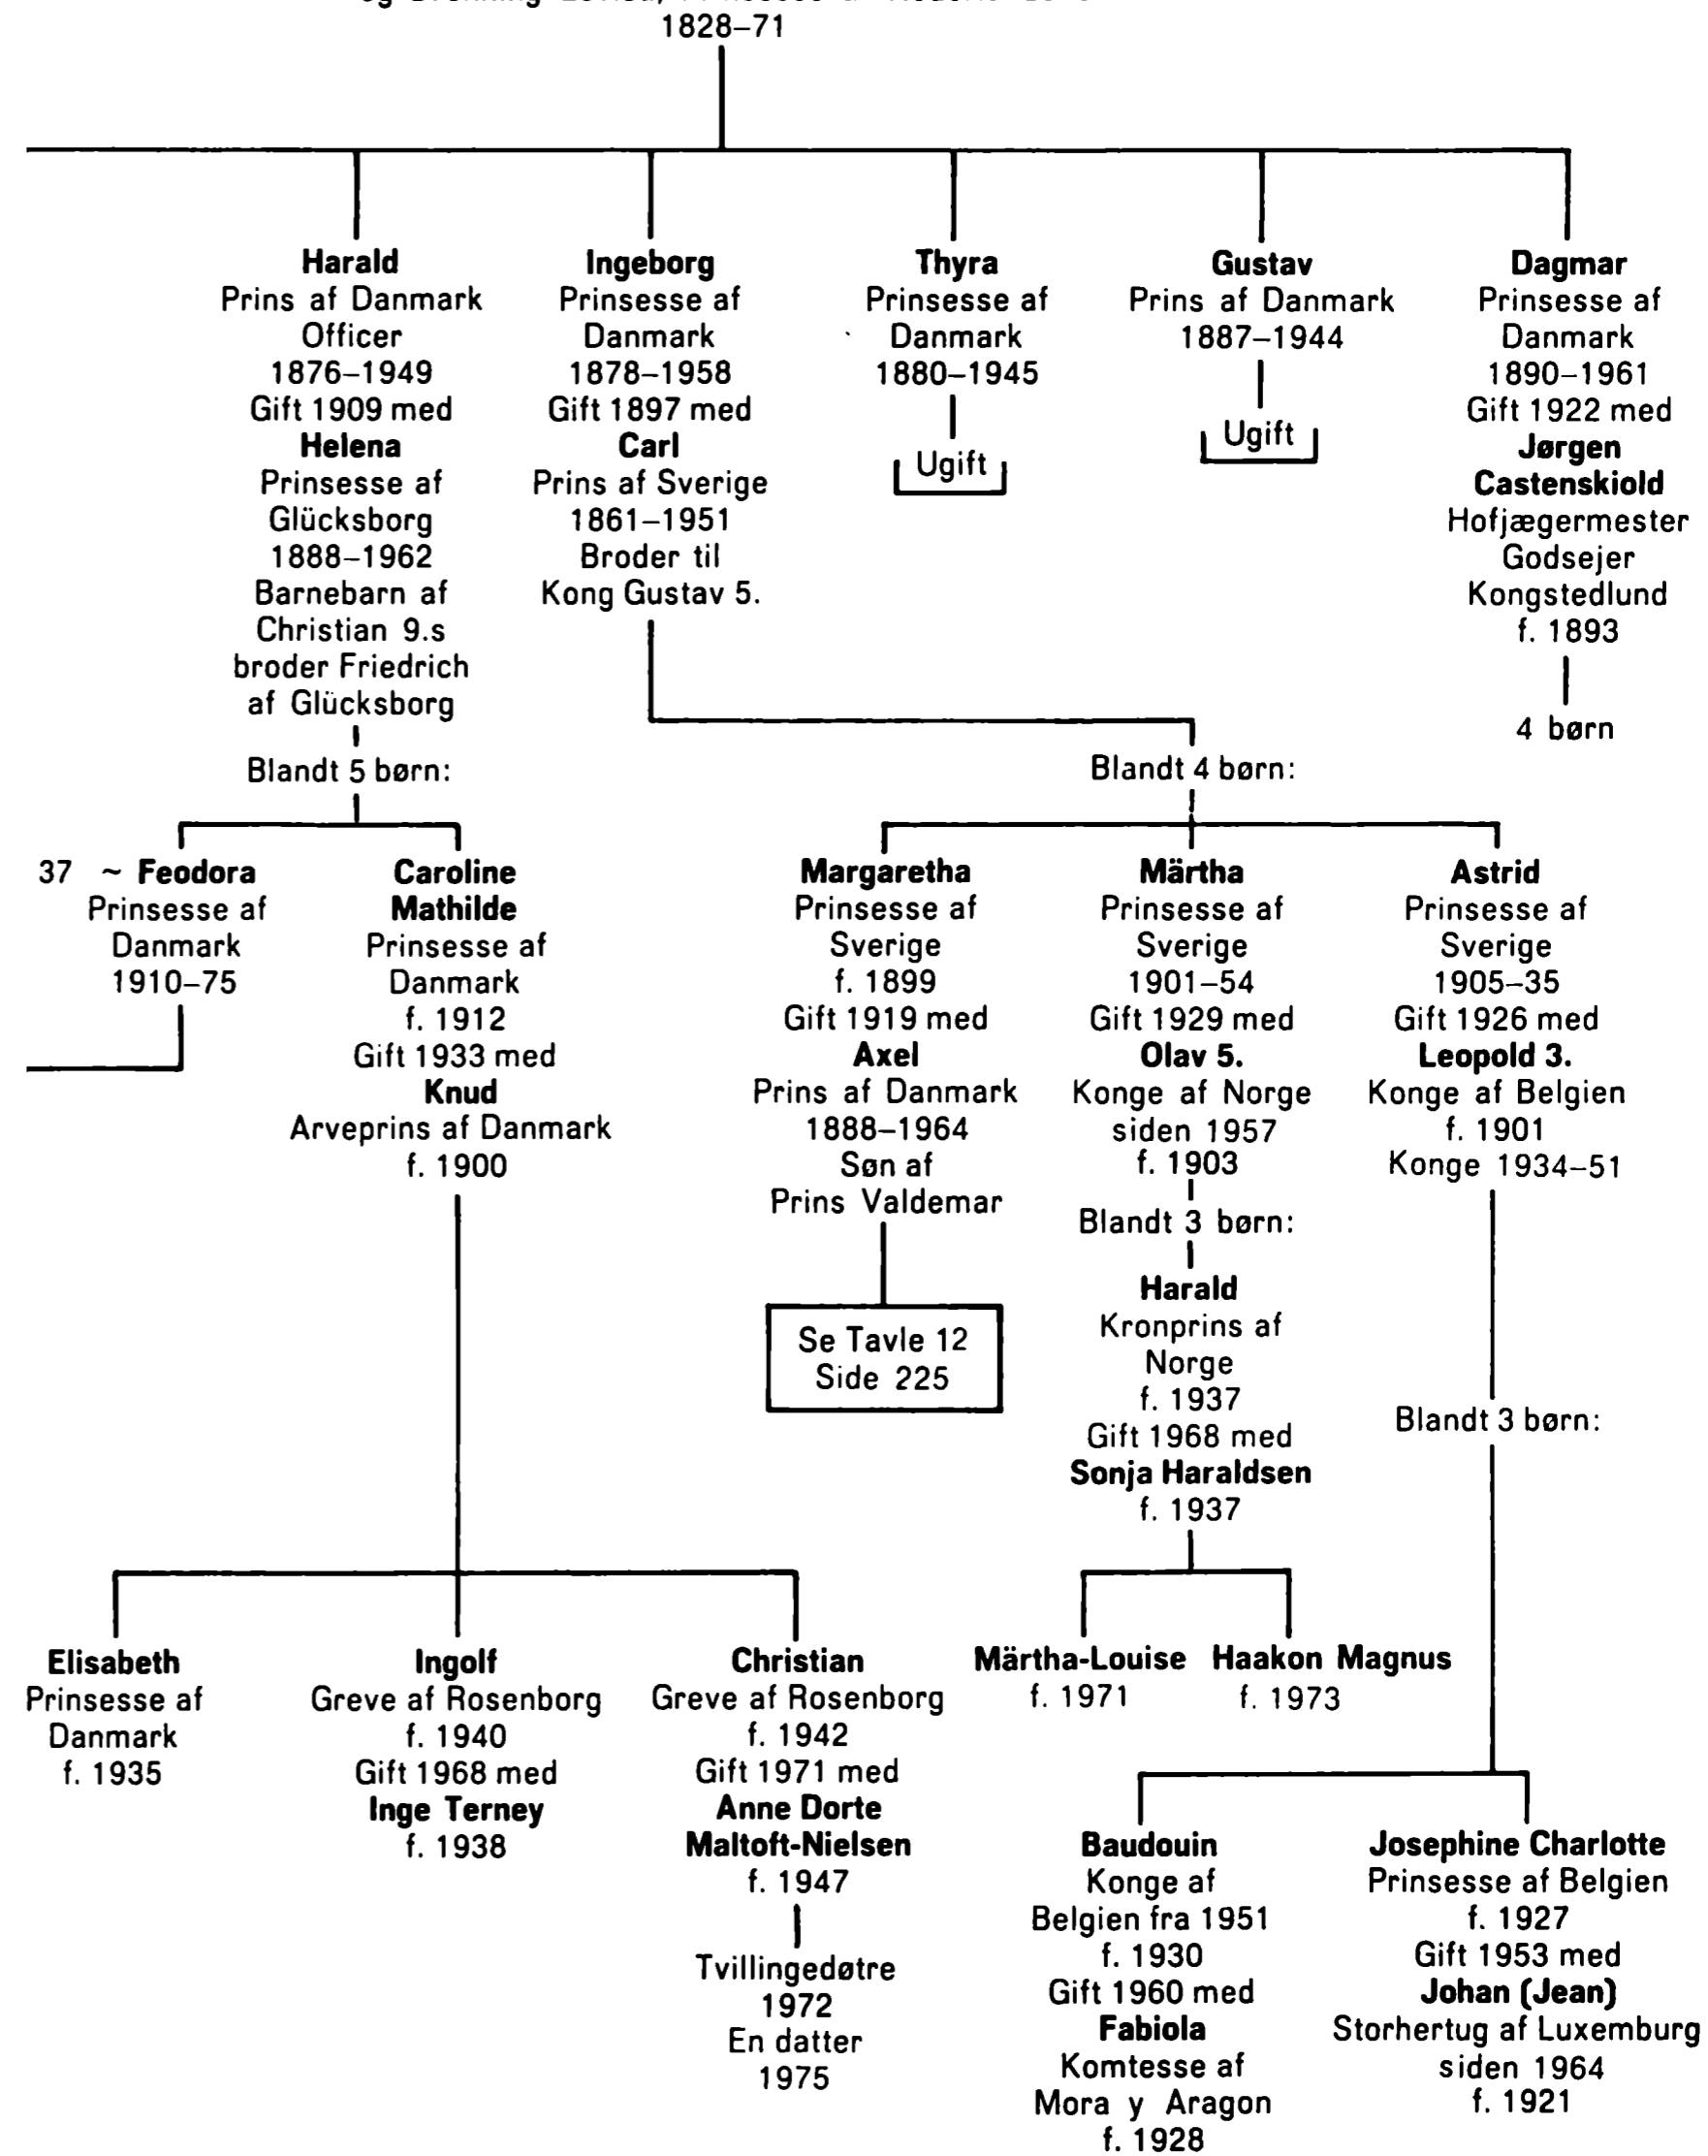 1828–71
Harald
Prins af Danmark
Officer
1876–1949
Gift 1909 med
Helena
Prinsesse af
Glücksborg
1888–1962
Barnebarn af
Christian 9.s
broder Friedrich
af Glücksborg
Blandt 5 børn:
Ingeborg
Prinsesse af
Danmark
1878–1958
Gift 1897 med
Carl
Prins af Sverige
1861–1951
Broder til
Kong Gustav 5.
Thyra
Prinsesse af
Danmark
1880–1945
Ugift
Gustav
Prins af Danmark
1887–1944
Ugift
Dagmar
Prinsesse af
Danmark
1890–1961
Gift 1922 med
Jørgen
Castenskiold
Hofjægermester
Godsejer
Kongstedlund
f. 1893
4 børn
Blandt 4 børn:
37 ~ Feodora
Prinsesse af
Danmark
1910–75
Caroline
Mathilde
Prinsesse af
Danmark
f. 1912
Gift 1933 med
Knud
Arveprins af Danmark
f. 1900
Margaretha
Prinsesse af
Sverige
f. 1899
Gift 1919 med
Axel
Prins af Danmark
1888–1964
Søn af
Prins Valdemar
Se Tavle 12
Side 225
Märtha
Prinsesse af
Sverige
1901–54
Gift 1929 med
Olav 5.
Konge af Norge
siden 1957
f. 1903
Blandt 3 børn:
Harald
Kronprins af
Norge
f. 1937
Gift 1968 med
Sonja Haraldsen
f. 1937
Astrid
Prinsesse af
Sverige
1905–35
Gift 1926 med
Leopold 3.
Konge af Belgien
f. 1901
Konge 1934–51
Blandt 3 børn:
Elisabeth
Prinsesse af
Danmark
f. 1935
Ingolf
Greve af Rosenborg
f. 1940
Gift 1968 med
Inge Terney
f. 1938
Christian
Greve af Rosenborg
f. 1942
Gift 1971 med
Anne Dorte
Maltoft-Nielsen
f. 1947
Tvillingedøtre
1972
En datter
1975
Märtha-Louise
f. 1971
Haakon Magnus
f. 1973
Baudouin
Konge af
Belgien fra 1951
f. 1930
Gift 1960 med
Fabiola
Komtesse af
Mora y Aragon
f. 1928
Josephine Charlotte
Prinsesse af Belgien
f. 1927
Gift 1953 med
Johan (Jean)
Storhertug af Luxemburg
siden 1964
f. 1921